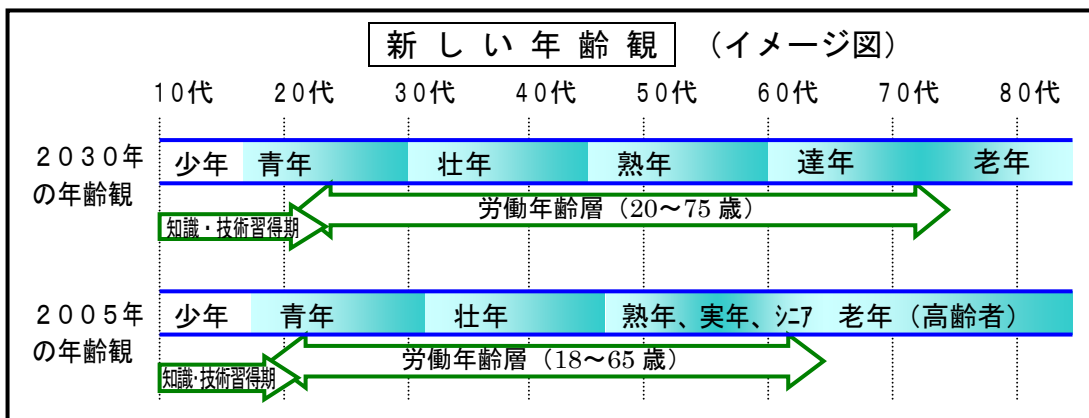 新しい年齢観 （イメージ図）
１０代 ２０代 ３０代 ４０代 ５０代 ６０代 ７０代 ８０代
２０３０年
の年齢観
少年 青年 壮年 熟年 達年 老年
労働年齢層（20～75 歳）
知識・技術習得期
２００５年
の年齢観
少年 青年 壮年 熟年、実年、ｼﾆｱ 老年（高齢者）
労働年齢層（18～65 歳）
知識･技術習得期